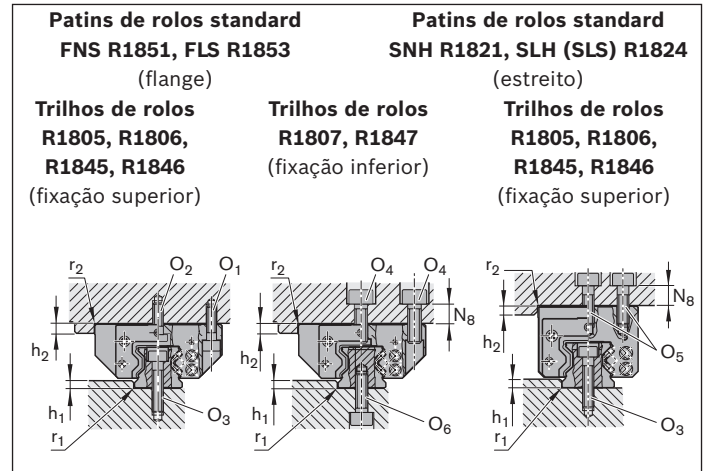 Patins de rolos standard
FNS R1851, FLS R1853
(flange)
Patins de rolos standard
SNH R1821, SLH (SLS) R1824
(estreito)
Trilhos de rolos
R1805, R1806,
R1845, R1846
(fixação superior)
Trilhos de rolos
R1807, R1847
(fixação inferior)
Trilhos de rolos
R1805, R1806,
R1845, R1846
(fixação superior)
r2 O2 O1
h2
h1
r1 O3
r2 O4 O4
N8
h2
h1
r1 O6
r2
N8
h2
O5
h1
r1 O3